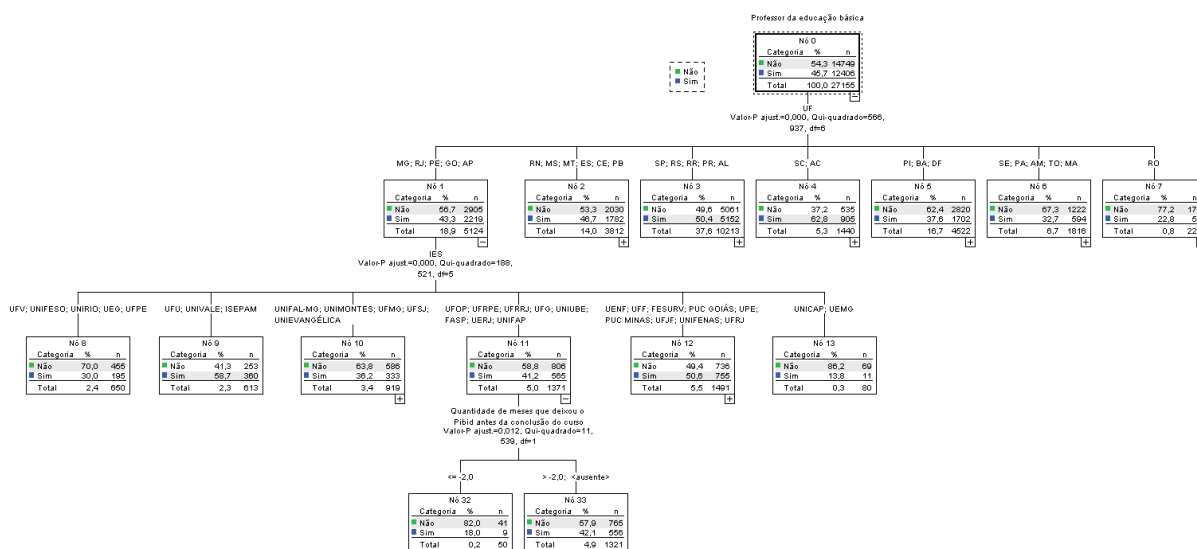 Professor da educação básica
Nó 0
Categoria % n
Não 54,3 14749
Sim 45,7 12406
Total 100,0 27155
Não
Sim
UF
Valor-P ajust.=0,000, Qui-quadrado=566,
937, df=6
MG; RJ; PE; GO; AP
RN; MS; MT; ES; CE; PB
SP; RS; RR; PR; AL
SC; AC
PI; BA; DF
SE; PA; AM; TO; MA
RO
Nó 1
Categoria % n
Não 56,7 2905
Sim 43,3 2219
Total 18,9 5124
Nó 2
Categoria % n
Não 53,3 2030
Sim 46,7 1782
Total 14,0 3812
Nó 3
Categoria % n
Não 49,6 5061
Sim 50,4 5152
Total 37,6 10213
Nó 4
Categoria % n
Não 37,2 535
Sim 62,8 905
Total 5,3 1440
Nó 5
Categoria % n
Não 62,4 2820
Sim 37,6 1702
Total 16,7 4522
Nó 6
Categoria % n
Não 67,3 1222
Sim 32,7 594
Total 6,7 1816
Nó 7
Categoria % n
Não 77,2
Sim 22,8
Total 0,8
IES
Valor-P ajust.=0,000, Qui-quadrado=188,
521, df=5
UFV; UNIFESO; UNIRIO; UEG; UFPE
UFU; UNIVALE; ISEPAM
UNIFAL-MG; UNIMONTES; UFMG; UFSJ;
UNIEVANGÉLICA
UFOP; UFRPE; UFRRJ; UFG; UNIUBE;
FASP; UERJ; UNIFAP
UENF; UFF; FESURV; PUC GOIÁS; UPE;
PUC MINAS; UFJF; UNIFENAS; UFRJ
UNICAP; UEMG
Nó 8
Categoria % n
Não 70,0 455
Sim 30,0 195
Total 2,4 650
Nó 9
Categoria % n
Não 41,3 253
Sim 58,7 360
Total 2,3 613
Nó 10
Categoria % n
Não 63,8 586
Sim 36,2 333
Total 3,4 919
Nó 11
Categoria % n
Não 58,8 806
Sim 41,2 565
Total 5,0 1371
Nó 12
Categoria % n
Não 49,4 736
Sim 50,6 755
Total 5,5 1491
Nó 13
Categoria % n
Não 86,2 69
Sim 13,8 11
Total 0,3 80
Quantidade de meses que deixou o
Pibid antes da conclusão do curso
Valor-P ajust.=0,012, Qui-quadrado=11,
539, df=1
<= -2,0
> -2,0; <ausente>
Nó 32
Categoria % n
Não 82,0 41
Sim 18,0 9
Total 0,2 50
Nó 33
Categoria % n
Não 57,9 765
Sim 42,1 556
Total 4,9 1321